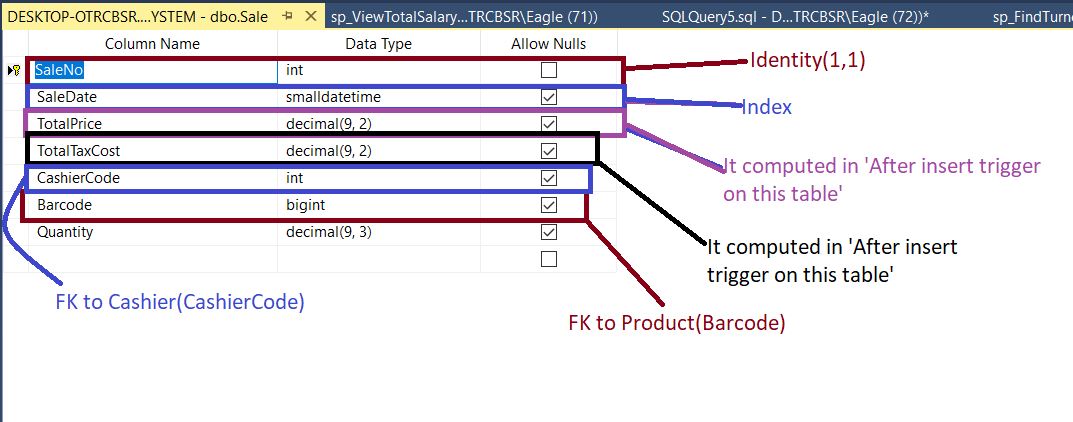 DESKTOP-OTRCBSR....YSTEM - dbo.Sale sp_ViewTotalSalary...TRCBSR\Eagle (71)) SQLQuery5.sql - D...TRCBSR\Eagle (72))* sp_FindTurn
Column Name Data Type Allow Nulls
SaleNo int Identity(1,1)
SaleDate smalldatetime Index
TotalPrice decimal(9, 2)
TotalTaxCost decimal(9, 2)
It computed in 'After insert trigger
on this table'
CashierCode int
Barcode bigint
Quantity decimal(9, 3)
It computed in 'After insert
trigger on this table'
FK to Cashier(CashierCode)
FK to Product(Barcode)